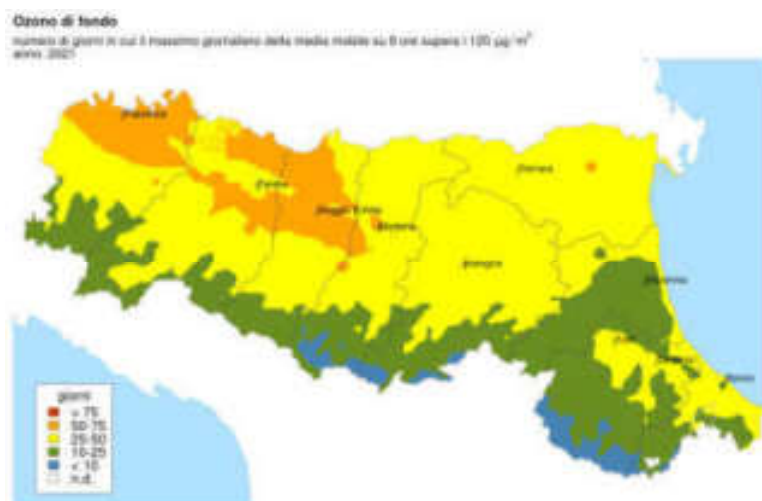 Ozono di fondo
numero di giorni in cui il massimo giornaliero della media mobile su 8 ore supera i 120 µg/m³
anno 2021
Piacenza
Parma
Reggio Emilia
Modena
Ferrara
Bologna
Ravenna
Rimini
giorni
> 75
50-75
25-50
10-25
< 10
n.d.